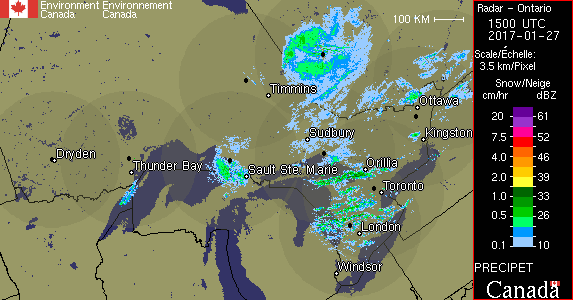 Environment Environnement
Canada Canada
100 KM
Timmins
Ottawa
Sudbury
Kingston
Dryden
Thunder Bay
Sault Ste. Marie
Orillia
Toronto
London
Windsor
Radar - Ontario
1500 UTC
2017-01-27
Scale/Échelle:
3.5 km/Pixel
Snow/Neige
cm/hr dBZ
20 61
7.5 52
4.0 46
2.0 39
1.0 33
0.5 26
0.1 10
PRECIPET
Canada